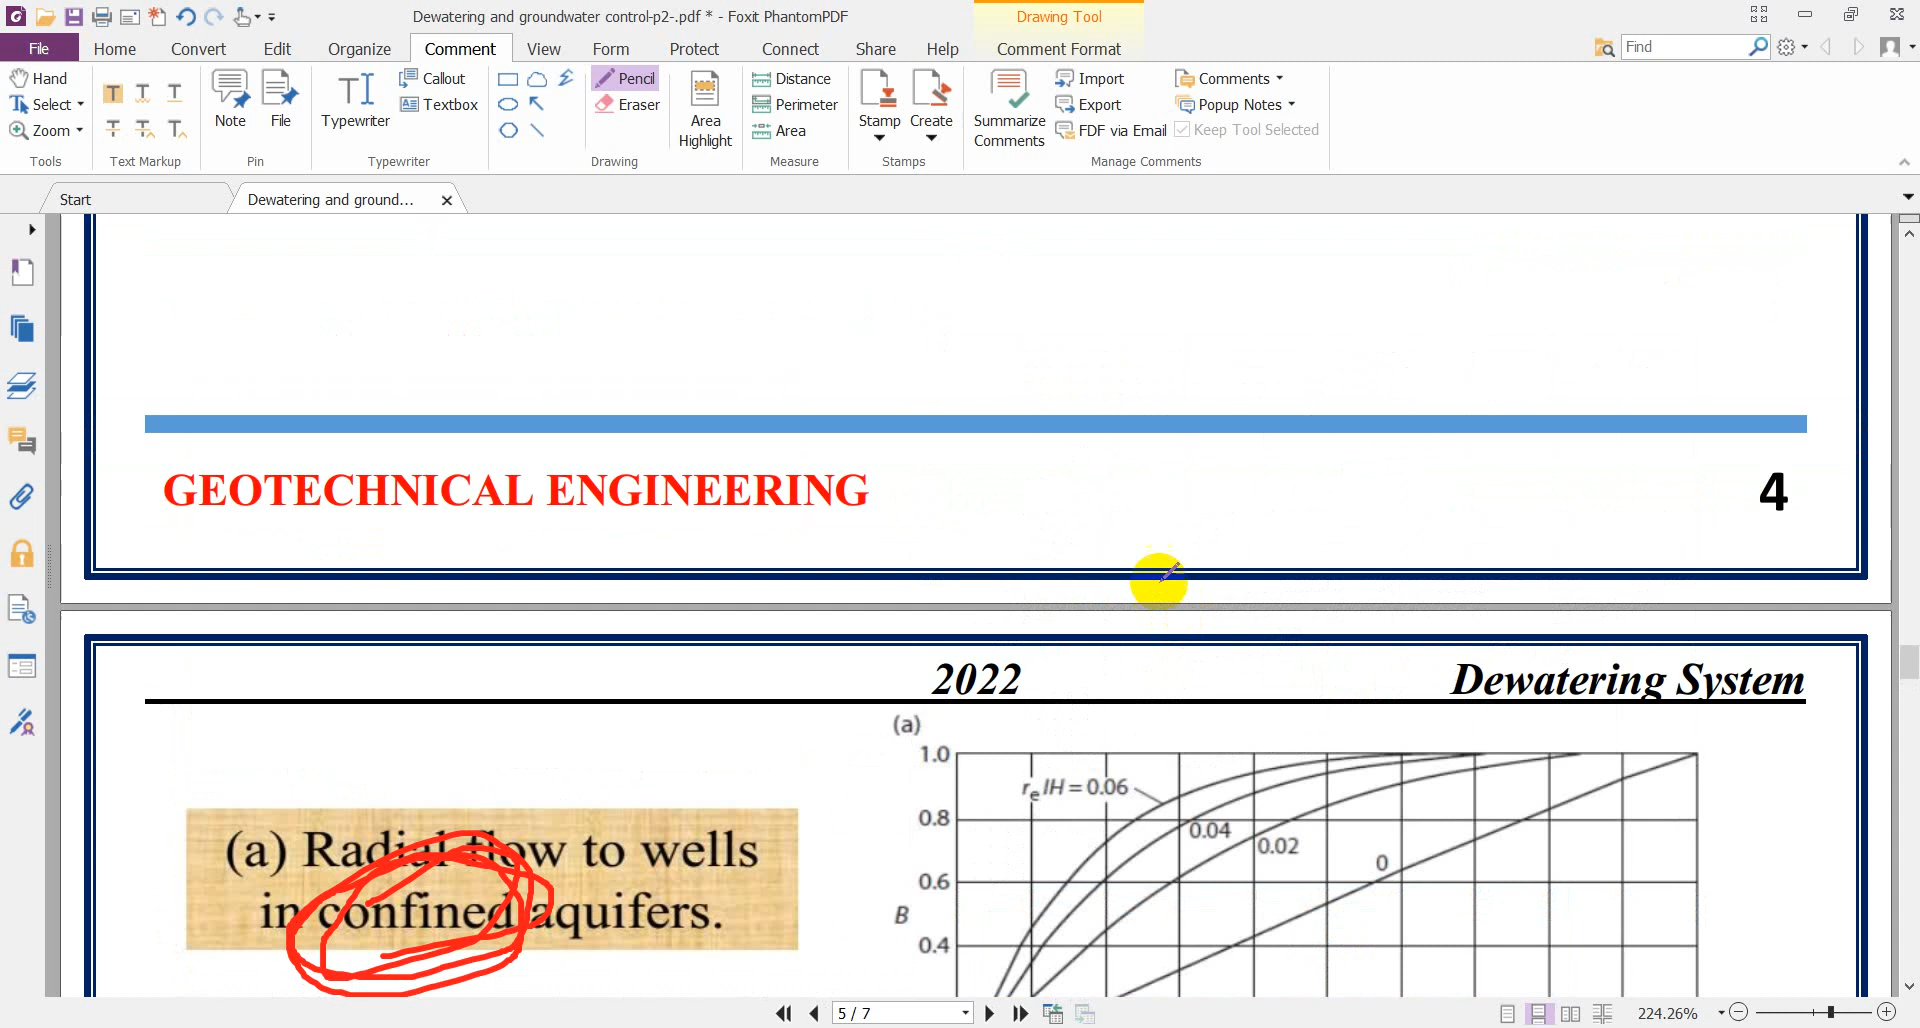 Dewatering and groundwater control-p2-.pdf * - Foxit PhantomPDF
Drawing Tool
File
Home
Convert
Edit
Organize
Comment
View
Form
Protect
Connect
Share
Help
Comment Format
Find
Hand
Select
Zoom
Tools
Text Markup
Note
File
Pin
Typewriter
Callout
Textbox
Typewriter
Pencil
Eraser
Drawing
Area
Highlight
Distance
Perimeter
Area
Measure
Stamp
Create
Stamps
Summarize
Comments
Import
Export
FDF via Email
Comments
Popup Notes
Keep Tool Selected
Manage Comments
Start
Dewatering and ground...
GEOTECHNICAL ENGINEERING
4
2022
Dewatering System
(a) Radial flow to wells
in confined aquifers.
(a)
1.0
0.8
0.6
B
0.4
re/H = 0.06
0.04
0.02
0
5 / 7
224.26%